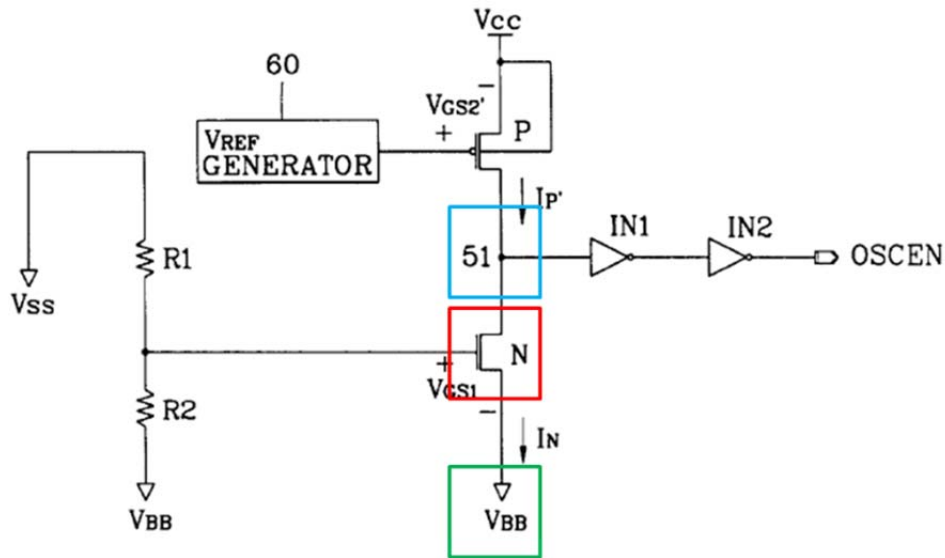 Vcc
60
VGS2'
−
+
P
VREF
GENERATOR
IP'
R1
51
IN1
IN2
OSCEN
VSS
N
+
VGS1
−
R2
IN
VBB
VBB